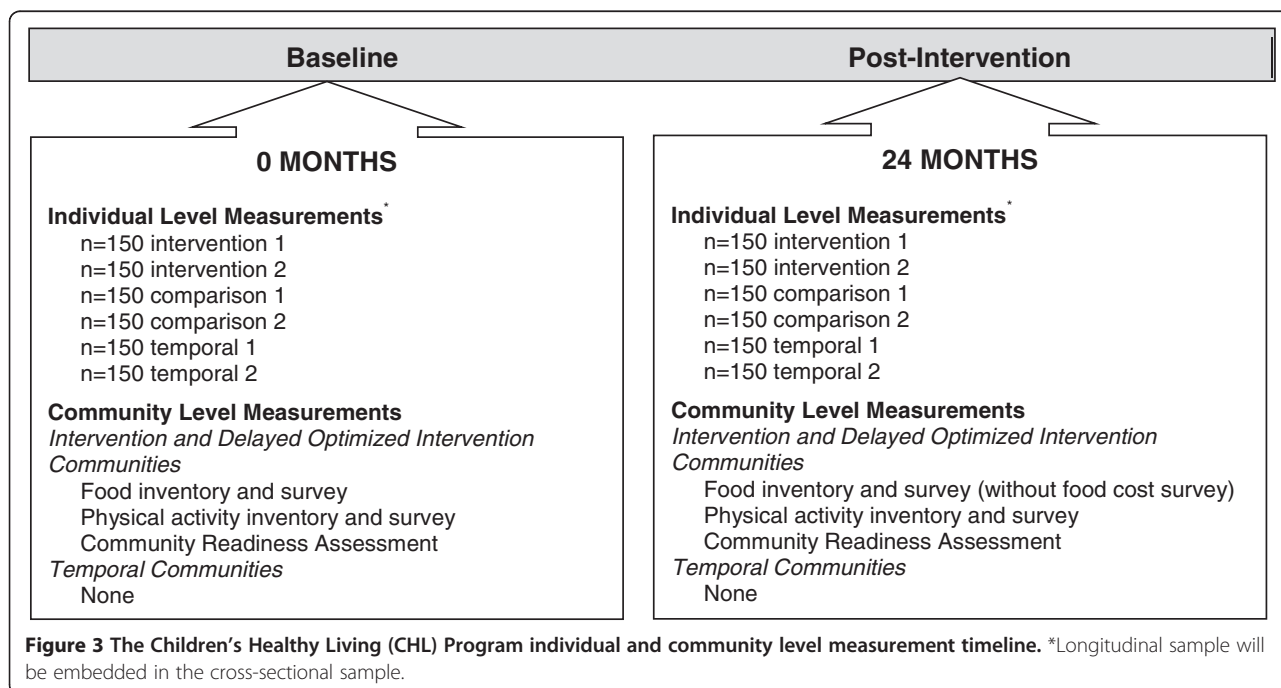 Baseline
Post-Intervention
0 MONTHS
Individual Level Measurements*
n=150 intervention 1
n=150 intervention 2
n=150 comparison 1
n=150 comparison 2
n=150 temporal 1
n=150 temporal 2
Community Level Measurements
Intervention and Delayed Optimized Intervention
Communities
Food inventory and survey
Physical activity inventory and survey
Community Readiness Assessment
Temporal Communities
None
24 MONTHS
Individual Level Measurements*
n=150 intervention 1
n=150 intervention 2
n=150 comparison 1
n=150 comparison 2
n=150 temporal 1
n=150 temporal 2
Community Level Measurements
Intervention and Delayed Optimized Intervention
Communities
Food inventory and survey (without food cost survey)
Physical activity inventory and survey
Community Readiness Assessment
Temporal Communities
None
Figure 3 The Children’s Healthy Living (CHL) Program individual and community level measurement timeline. *Longitudinal sample will
be embedded in the cross-sectional sample.